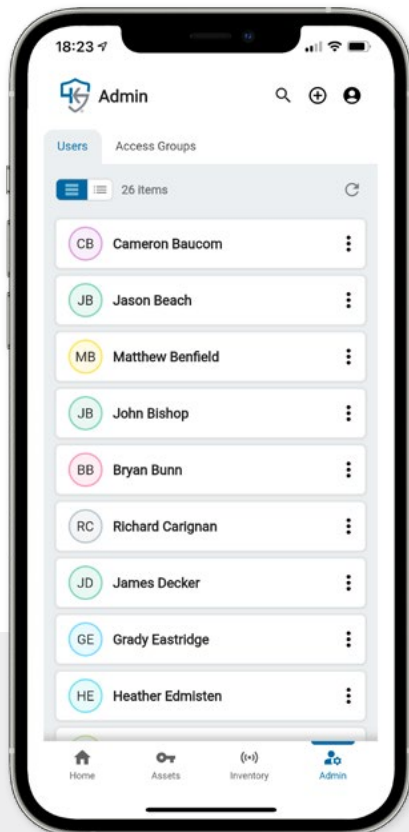 18:23
Admin
Users Access Groups
26 items
CB Cameron Baucom
JB Jason Beach
MB Matthew Benfield
JB John Bishop
BB Bryan Bunn
RC Richard Carignan
JD James Decker
GE Grady Eastridge
HE Heather Edmisten
Home Assets Inventory Admin